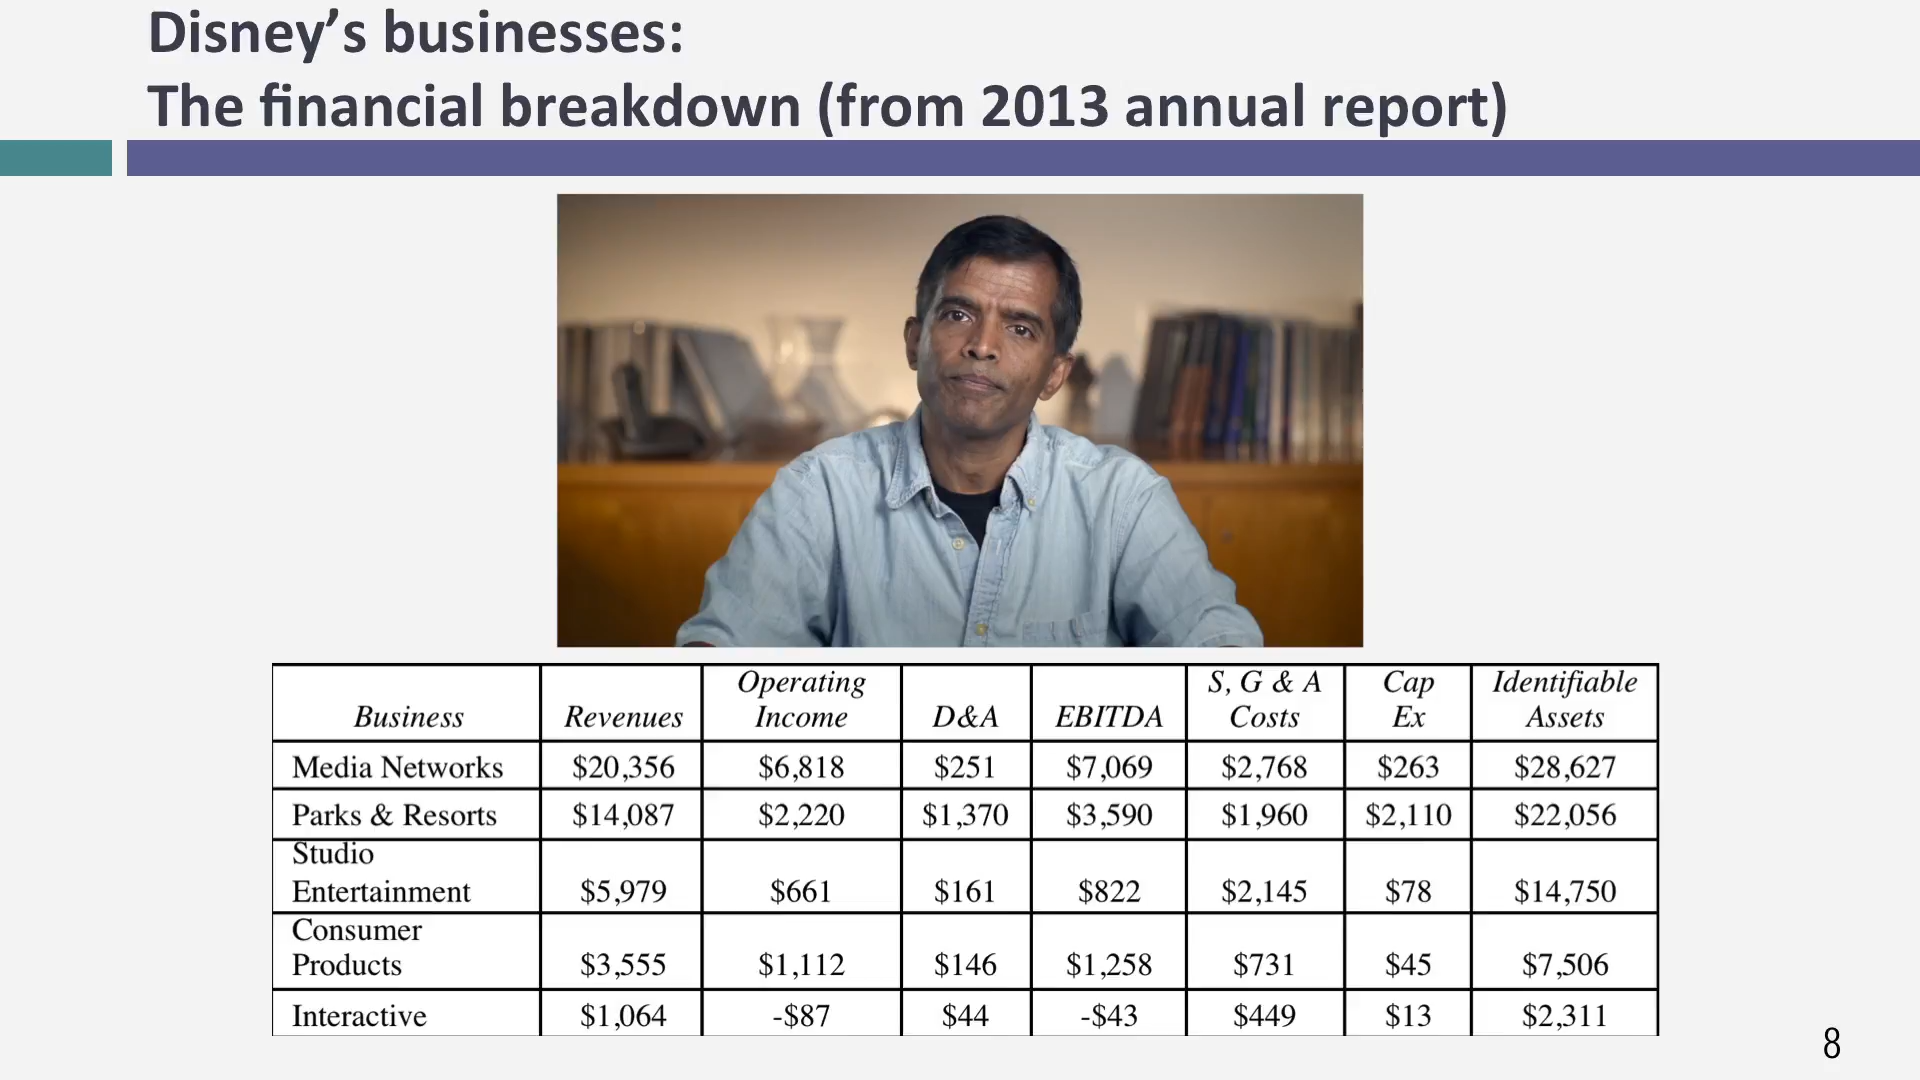 Disney’s businesses:
The financial breakdown (from 2013 annual report)
Business Revenues Operating Income D&A EBITDA S, G & A Costs Cap Ex Identifiable Assets
Media Networks $20,356 $6,818 $251 $7,069 $2,768 $263 $28,627
Parks & Resorts $14,087 $2,220 $1,370 $3,590 $1,960 $2,110 $22,056
Studio Entertainment $5,979 $661 $161 $822 $2,145 $78 $14,750
Consumer Products $3,555 $1,112 $146 $1,258 $731 $45 $7,506
Interactive $1,064 -$87 $44 -$43 $449 $13 $2,311
8